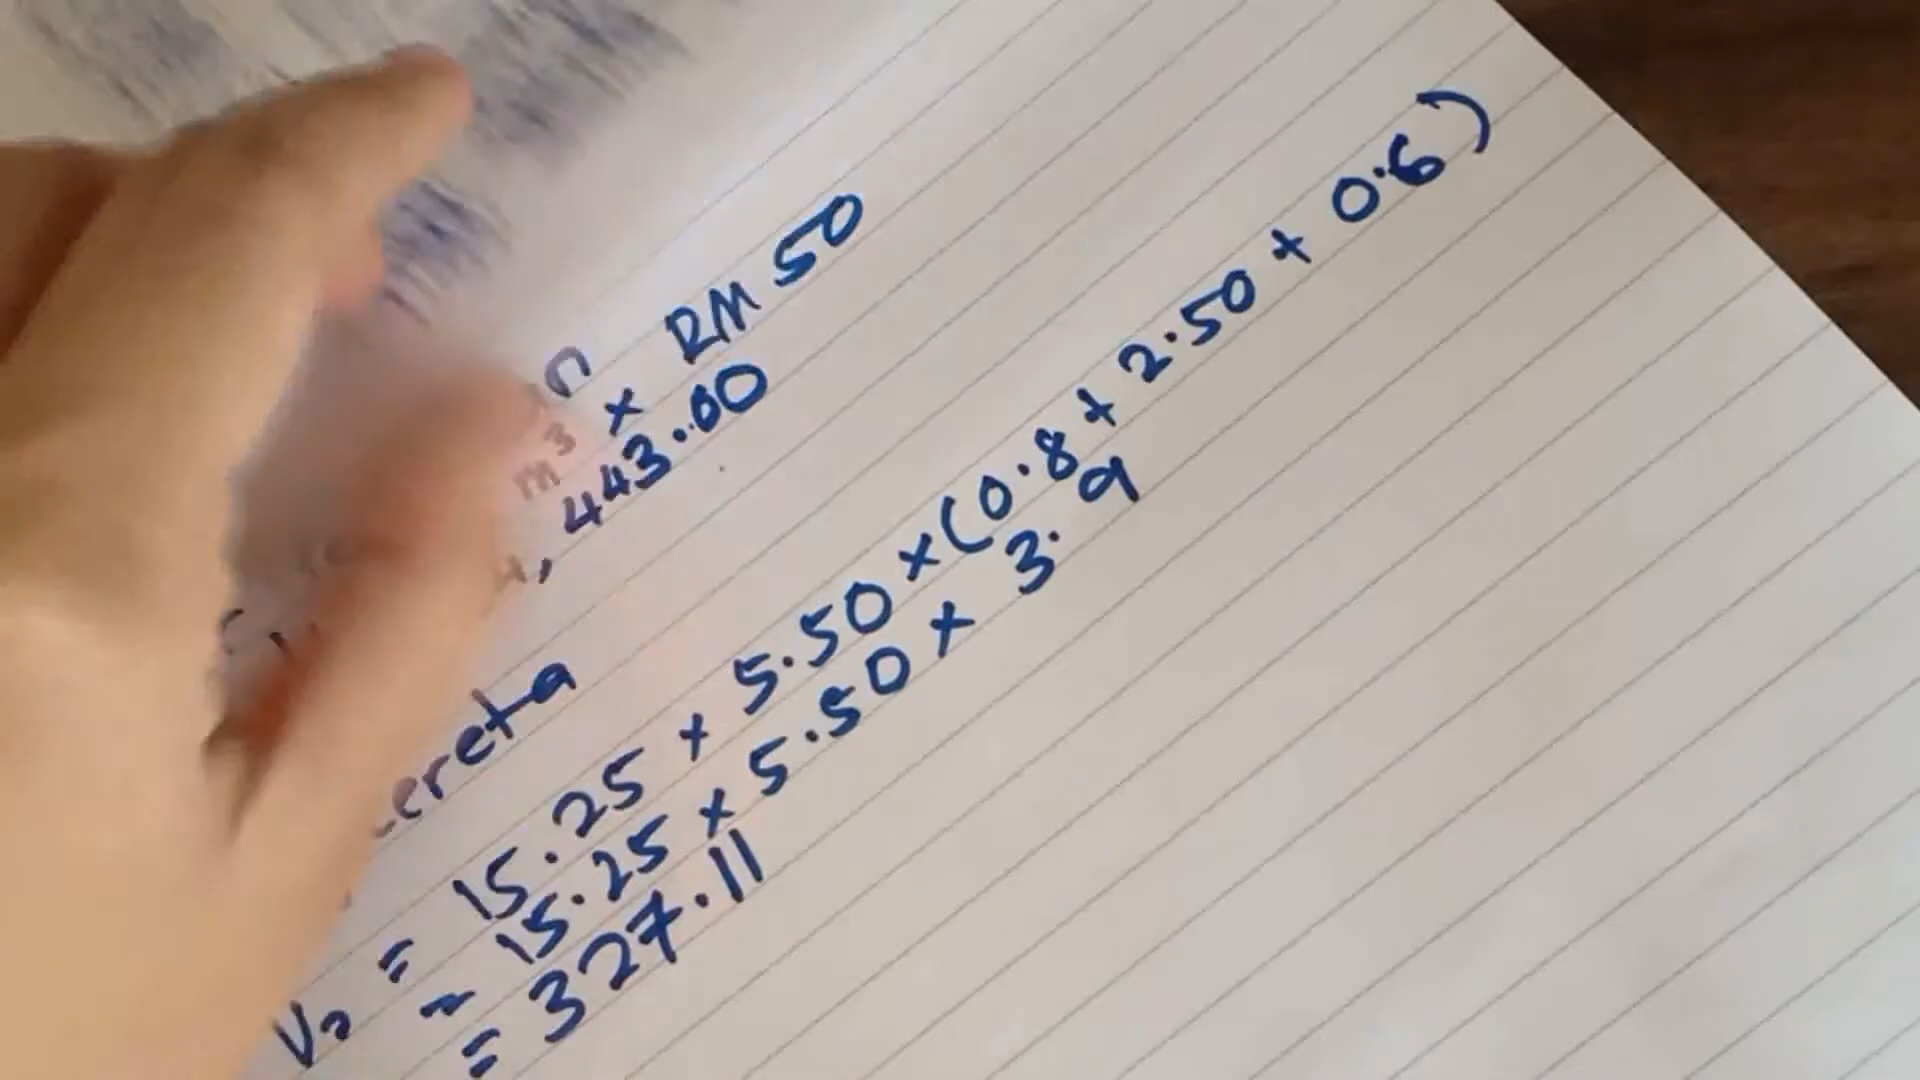 m³ × RM 50
,443.00
ereta
V2 = 15.25 × 5.50 × (0.8 + 2.50 + 0.6)
= 15.25 × 5.50 × 3.9
= 327.11